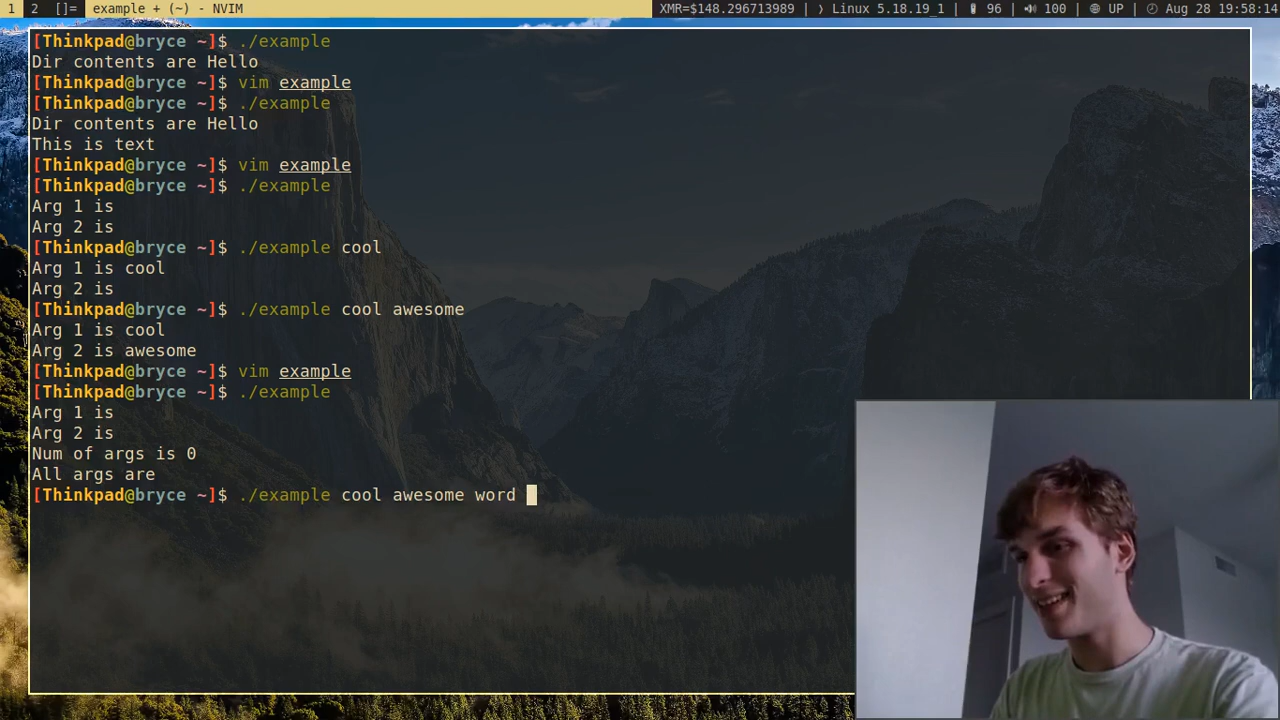 1 2 []= example + (~) - NVIM XMR=$148.296713989 | ⟩ Linux 5.18.19_1 | 96 | 100 | UP | Aug 28 19:58:14
[Thinkpad@bryce ~]$ ./example
Dir contents are Hello
[Thinkpad@bryce ~]$ vim example
[Thinkpad@bryce ~]$ ./example
Dir contents are Hello
This is text
[Thinkpad@bryce ~]$ vim example
[Thinkpad@bryce ~]$ ./example
Arg 1 is
Arg 2 is
[Thinkpad@bryce ~]$ ./example cool
Arg 1 is cool
Arg 2 is
[Thinkpad@bryce ~]$ ./example cool awesome
Arg 1 is cool
Arg 2 is awesome
[Thinkpad@bryce ~]$ vim example
[Thinkpad@bryce ~]$ ./example
Arg 1 is
Arg 2 is
Num of args is 0
All args are
[Thinkpad@bryce ~]$ ./example cool awesome word